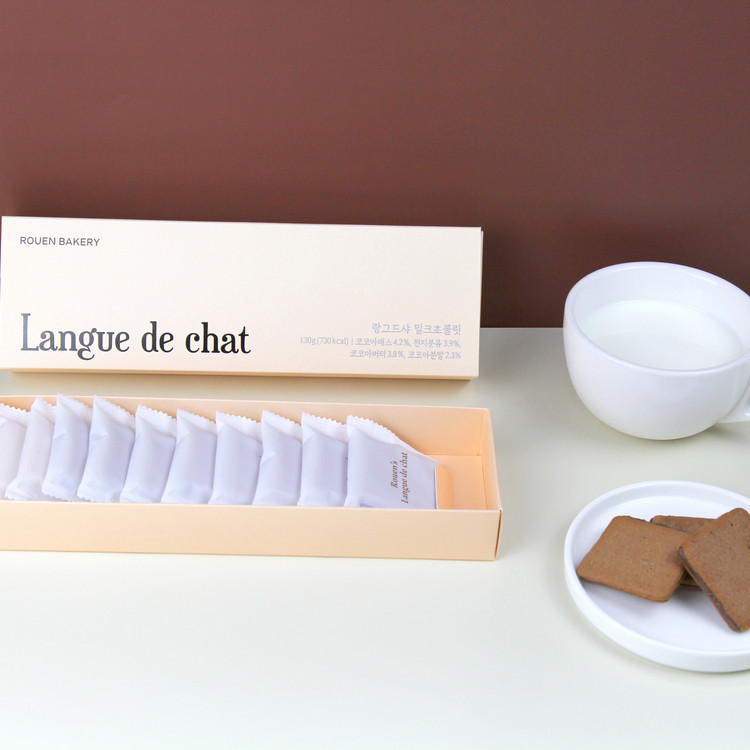 ROUEN BAKERY
Langue de chat
랑그드샤 밀크초콜릿
130g (730 kcal) | 코코아매스 4.2%, 전지분유 3.9%,
코코아버터 3.8%, 코코아분말 2.3%
Rouen's
Langue de chat